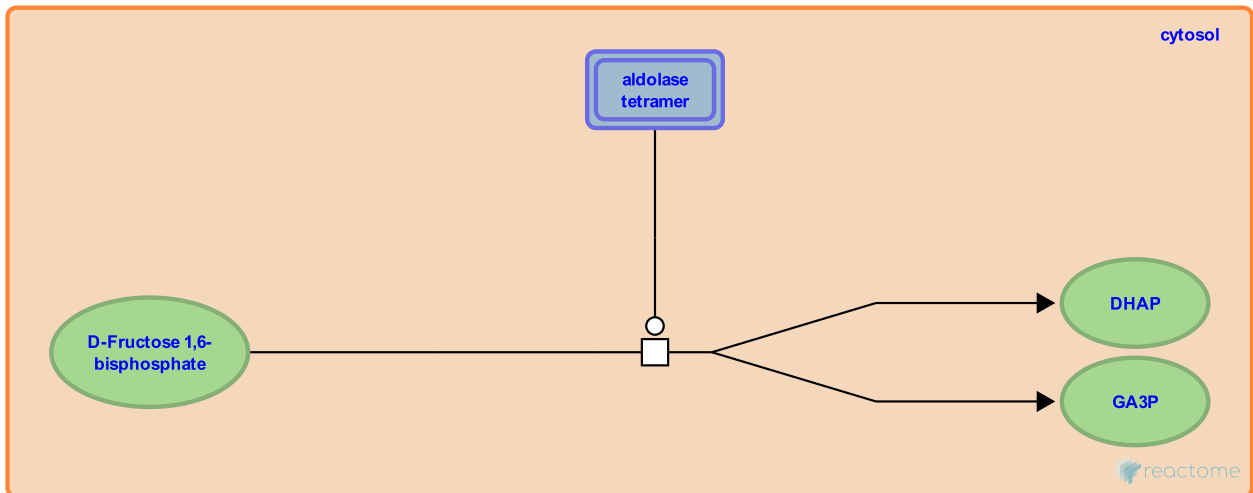 cytosol
aldolase
tetramer
D-Fructose 1,6-
bisphosphate
DHAP
GA3P
reactome